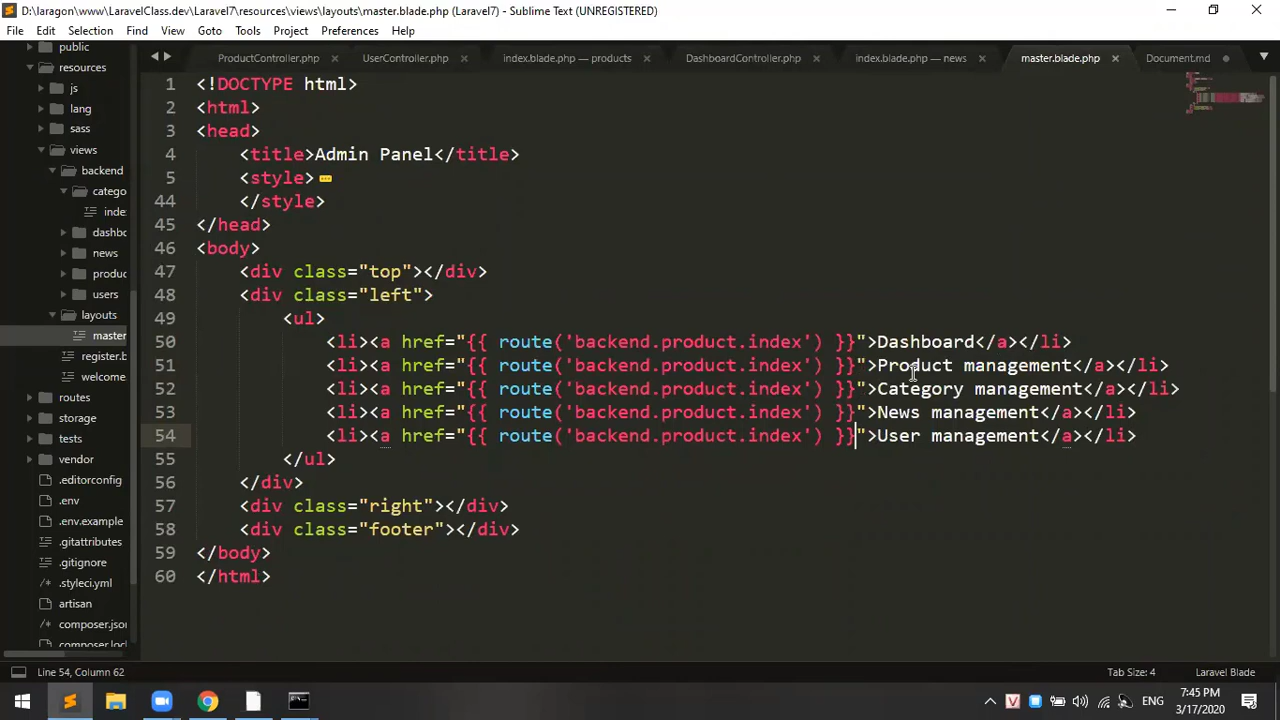 D:\laragon\www\LaravelClass.dev\Laravel7\resources\views\layouts\master.blade.php (Laravel7) - Sublime Text (UNREGISTERED)
File Edit Selection Find View Goto Tools Project Preferences Help
ProductController.php UserController.php index.blade.php — products DashboardController.php index.blade.php — news master.blade.php Document.md
public
resources
js
lang
sass
views
backend
catego
inde
dashbo
news
produc
users
layouts
master
register.b
welcome
routes
storage
tests
vendor
.editorconfig
.env
.env.example
.gitattributes
.gitignore
.styleci.yml
artisan
composer.json
composer.loc
1 <!DOCTYPE html>
2 <html>
3 <head>
4 <title>Admin Panel</title>
5 <style>
44 </style>
45 </head>
46 <body>
47 <div class="top"></div>
48 <div class="left">
49 <ul>
50 <li><a href="{{ route('backend.product.index') }}">Dashboard</a></li>
51 <li><a href="{{ route('backend.product.index') }}">Product management</a></li>
52 <li><a href="{{ route('backend.product.index') }}">Category management</a></li>
53 <li><a href="{{ route('backend.product.index') }}">News management</a></li>
54 <li><a href="{{ route('backend.product.index') }}">User management</a></li>
55 </ul>
56 </div>
57 <div class="right"></div>
58 <div class="footer"></div>
59 </body>
60 </html>
Line 54, Column 62 Tab Size: 4 Laravel Blade
ENG 7:45 PM
3/17/2020